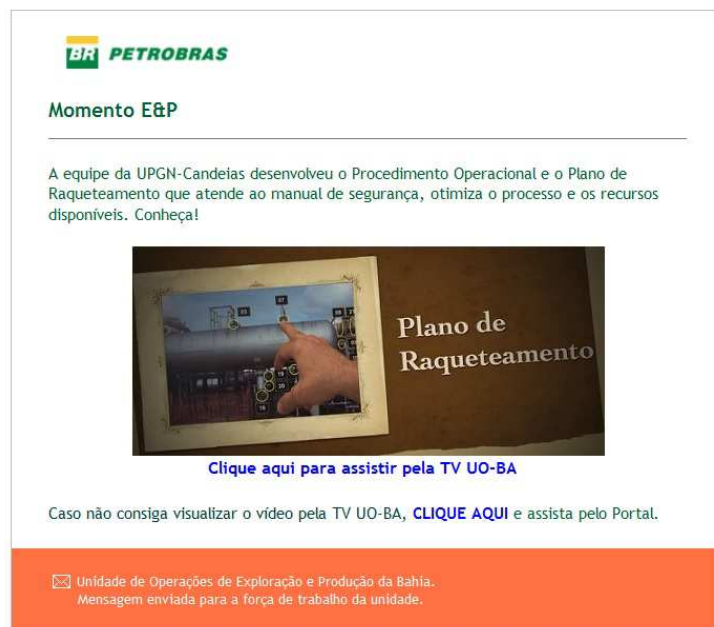 BR PETROBRAS
Momento E&P
A equipe da UPGN-Candeias desenvolveu o Procedimento Operacional e o Plano de
Raqueteamento que atende ao manual de segurança, otimiza o processo e os recursos
disponíveis. Conheça!
07
Plano de
Raqueteamento
Clique aqui para assistir pela TV UO-BA
Caso não consiga visualizar o vídeo pela TV UO-BA, CLIQUE AQUI e assista pelo Portal.
Unidade de Operações de Exploração e Produção da Bahia.
Mensagem enviada para a força de trabalho da unidade.